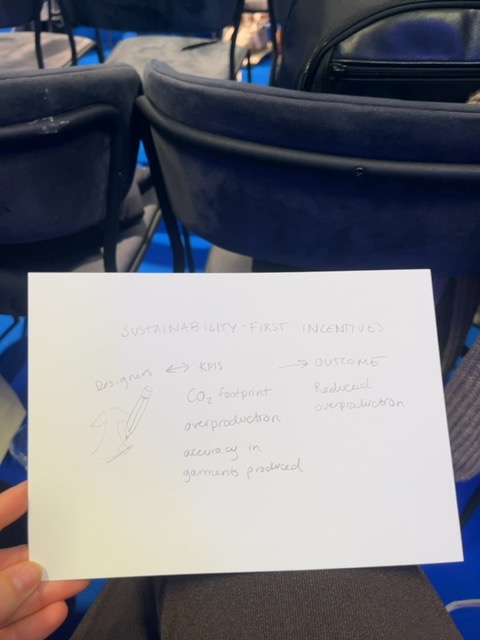 SUSTAINABILITY-FIRST INCENTIVES
Designers ↔ KPIS → OUTCOME
CO₂ footprint
Reduced
overproduction
overproduction
accuracy in
garments produced